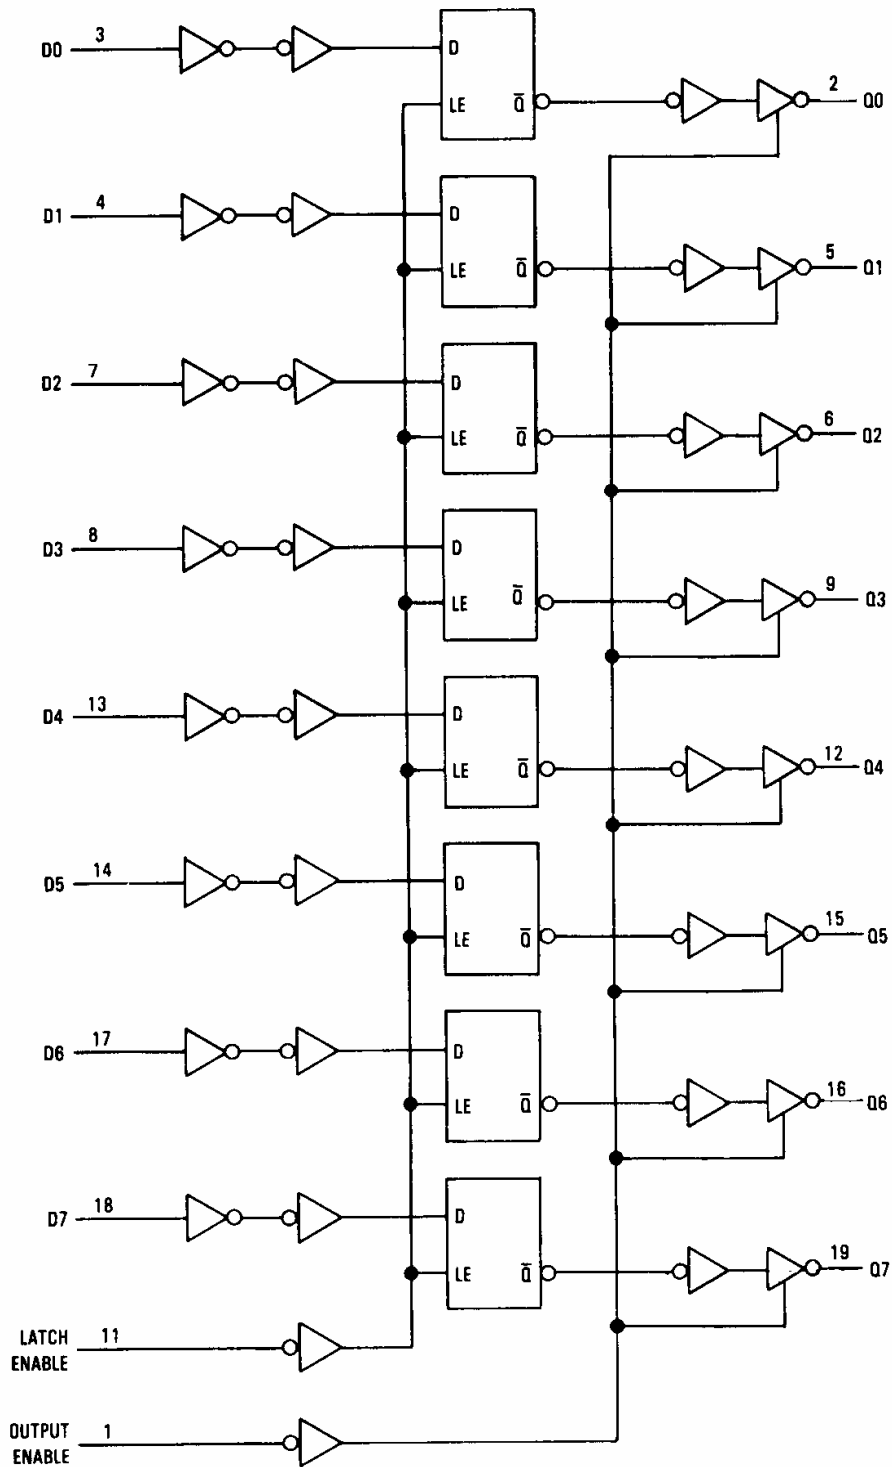 D0 3 D
LE Q̅ 2 Q0
D1 4 D
LE Q̅ 5 Q1
D2 7 D
LE Q̅ 6 Q2
D3 8 D
LE Q̅ 9 Q3
D4 13 D
LE Q̅ 12 Q4
D5 14 D
LE Q̅ 15 Q5
D6 17 D
LE Q̅ 16 Q6
D7 18 D
LE Q̅ 19 Q7
LATCH ENABLE 11
OUTPUT ENABLE 1